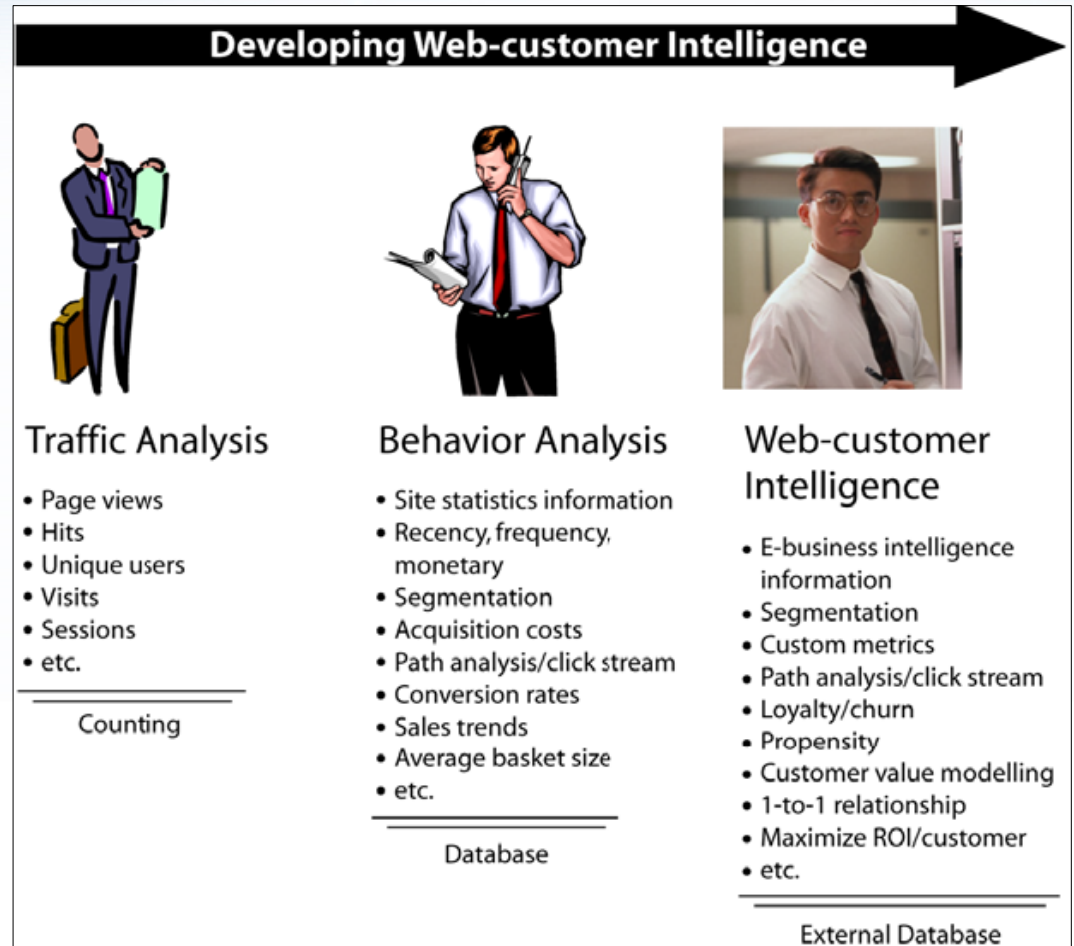 Developing Web-customer Intelligence
Traffic Analysis
• Page views
• Hits
• Unique users
• Visits
• Sessions
• etc.
Counting
Behavior Analysis
• Site statistics information
• Recency, frequency,
monetary
• Segmentation
• Acquisition costs
• Path analysis/click stream
• Conversion rates
• Sales trends
• Average basket size
• etc.
Database
Web-customer
Intelligence
• E-business intelligence
information
• Segmentation
• Custom metrics
• Path analysis/click stream
• Loyalty/churn
• Propensity
• Customer value modelling
• 1-to-1 relationship
• Maximize ROI/customer
• etc.
External Database